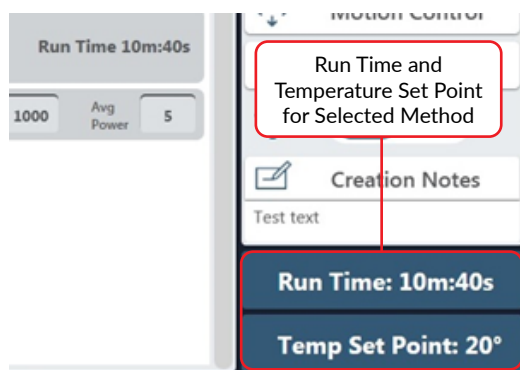 Run Time 10m:40s
1000
Avg
Power
5
Motion Control
Run Time and
Temperature Set Point
for Selected Method
Creation Notes
Test text
Run Time: 10m:40s
Temp Set Point: 20°